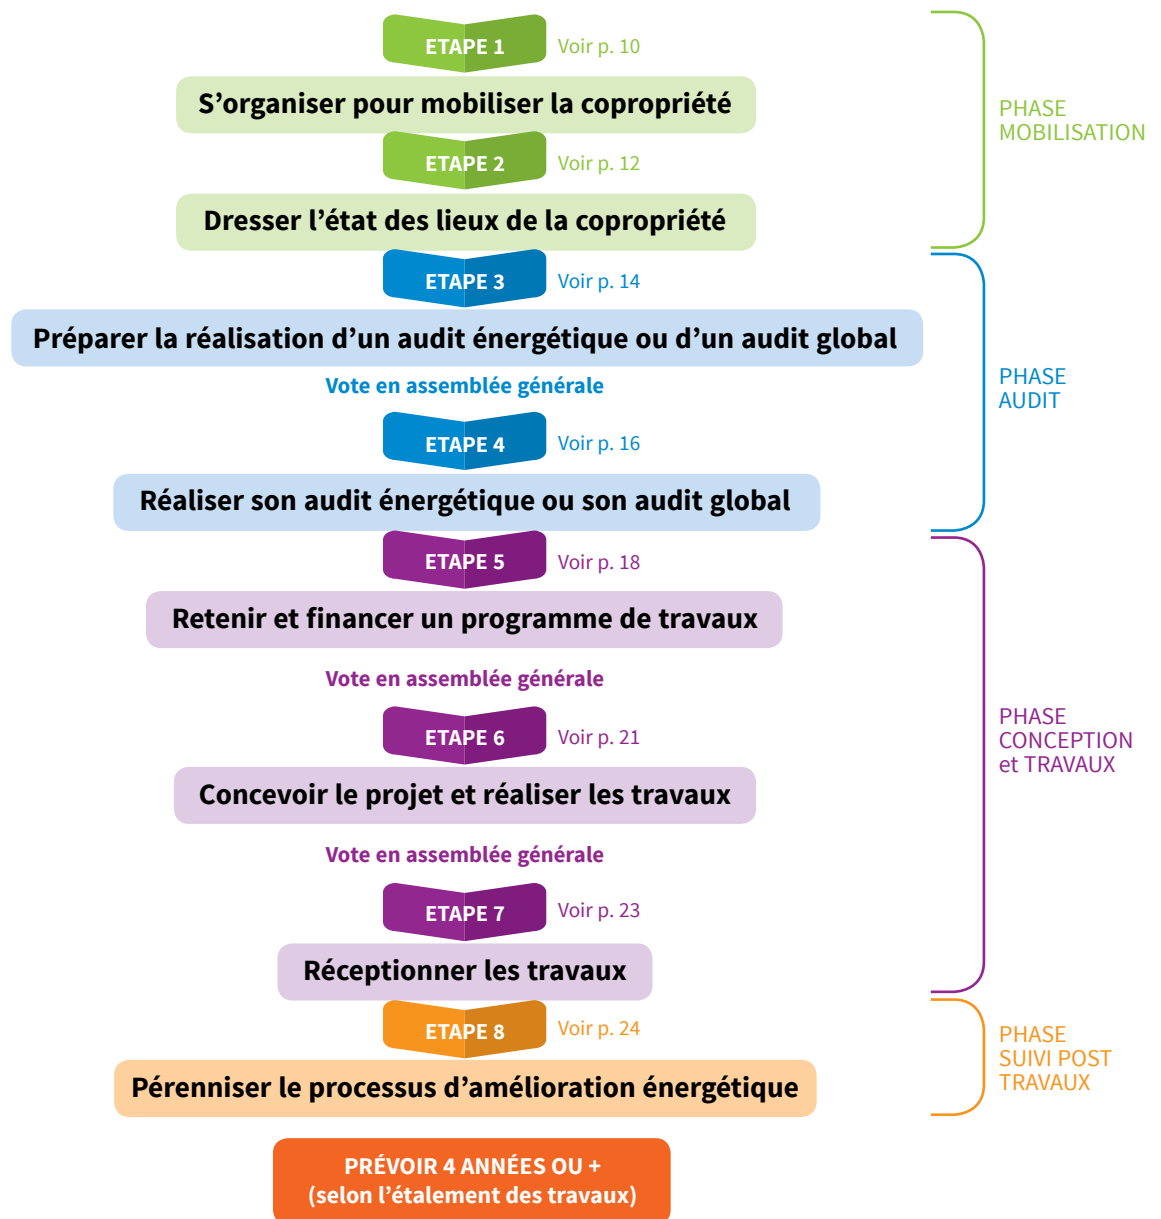 ETAPE 1
Voir p. 10
S’organiser pour mobiliser la copropriété
ETAPE 2
Voir p. 12
Dresser l’état des lieux de la copropriété
PHASE
MOBILISATION
ETAPE 3
Voir p. 14
Préparer la réalisation d’un audit énergétique ou d’un audit global
Vote en assemblée générale
ETAPE 4
Voir p. 16
Réaliser son audit énergétique ou son audit global
PHASE
AUDIT
ETAPE 5
Voir p. 18
Retenir et financer un programme de travaux
Vote en assemblée générale
ETAPE 6
Voir p. 21
Concevoir le projet et réaliser les travaux
Vote en assemblée générale
ETAPE 7
Voir p. 23
Réceptionner les travaux
PHASE
CONCEPTION
et TRAVAUX
ETAPE 8
Voir p. 24
Pérenniser le processus d’amélioration énergétique
PHASE
SUIVI POST
TRAVAUX
PRÉVOIR 4 ANNÉES OU +
(selon l’étalement des travaux)